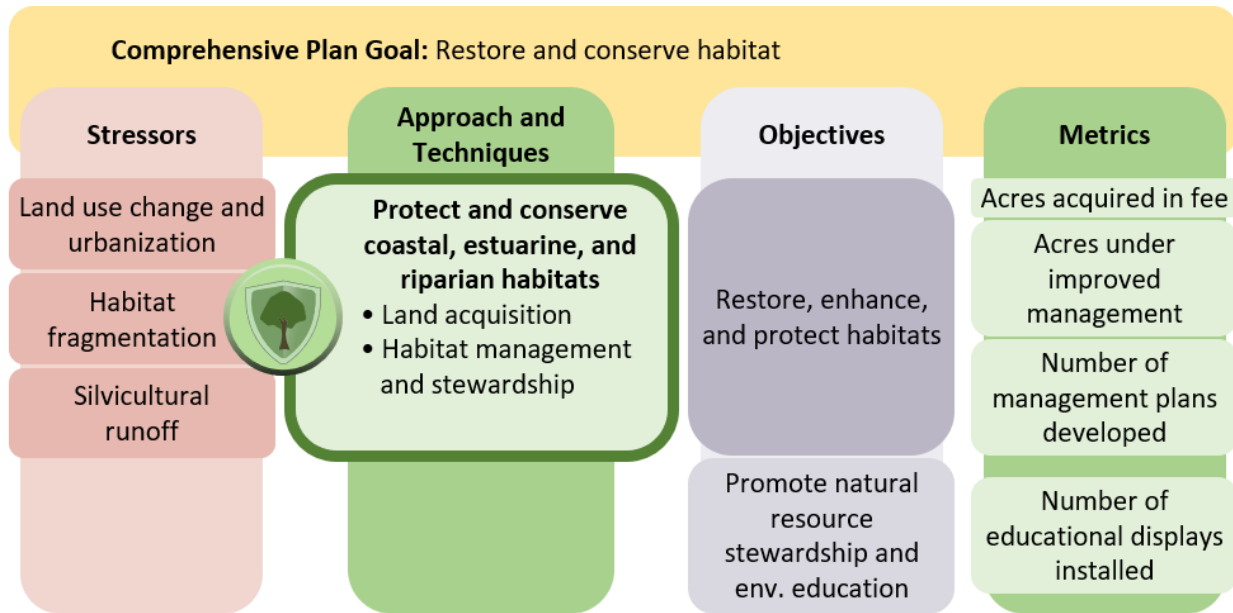 Comprehensive Plan Goal: Restore and conserve habitat
Stressors
Land use change and
urbanization
Habitat
fragmentation
Silvicultural
runoff
Approach and
Techniques
Protect and conserve
coastal, estuarine, and
riparian habitats
• Land acquisition
• Habitat management
and stewardship
Objectives
Restore, enhance,
and protect habitats
Promote natural
resource
stewardship and
env. education
Metrics
Acres acquired in fee
Acres under
improved
management
Number of
management plans
developed
Number of
educational displays
installed